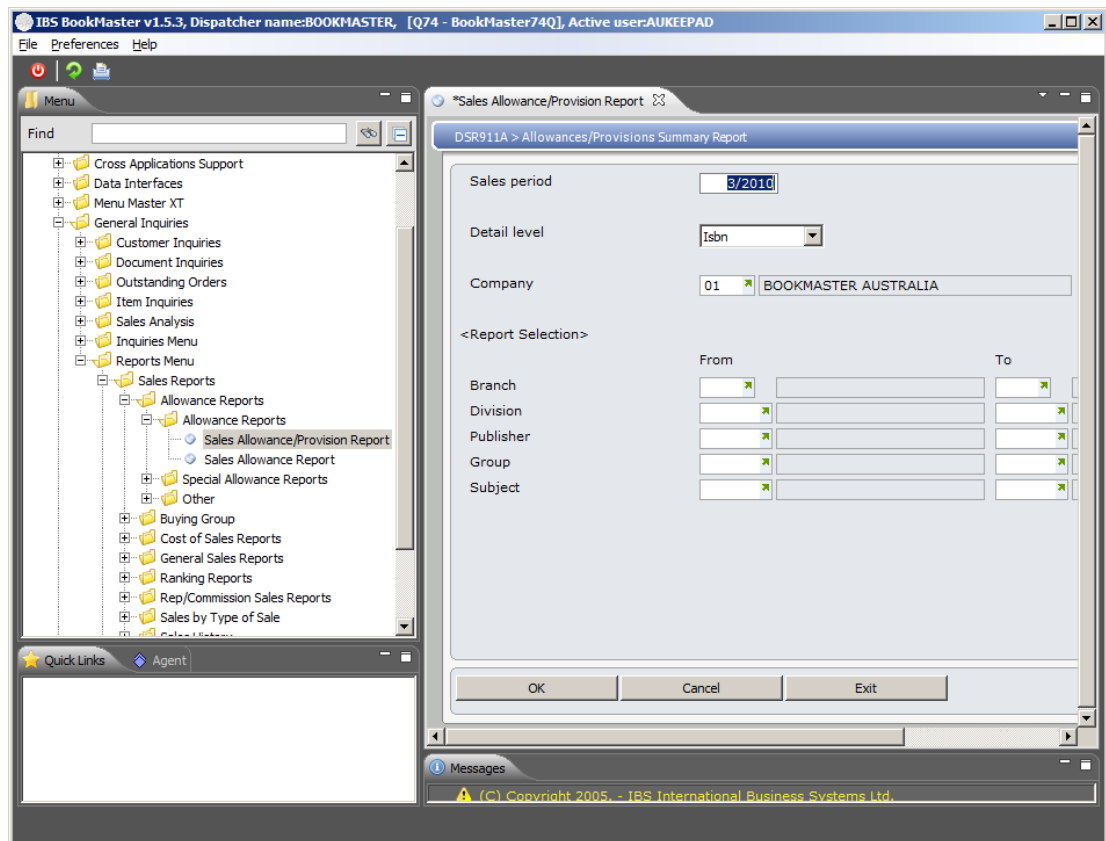 IBS BookMaster v1.5.3, Dispatcher name:BOOKMASTER, [Q74 - BookMaster74Q], Active user:AUKEEPAD
File Preferences Help
Menu
Find
Cross Applications Support
Data Interfaces
Menu Master XT
General Inquiries
Customer Inquiries
Document Inquiries
Outstanding Orders
Item Inquiries
Sales Analysis
Inquiries Menu
Reports Menu
Sales Reports
Allowance Reports
Allowance Reports
Sales Allowance/Provision Report
Sales Allowance Report
Special Allowance Reports
Other
Buying Group
Cost of Sales Reports
General Sales Reports
Ranking Reports
Rep/Commission Sales Reports
Sales by Type of Sale
Sales History
Quick Links Agent
*Sales Allowance/Provision Report
DSR911A > Allowances/Provisions Summary Report
Sales period 3/2010
Detail level Isbn
Company 01 BOOKMASTER AUSTRALIA
<Report Selection>
From To
Branch
Division
Publisher
Group
Subject
OK Cancel Exit
Messages
(C) Copyright 2005. - IBS International Business Systems Ltd.